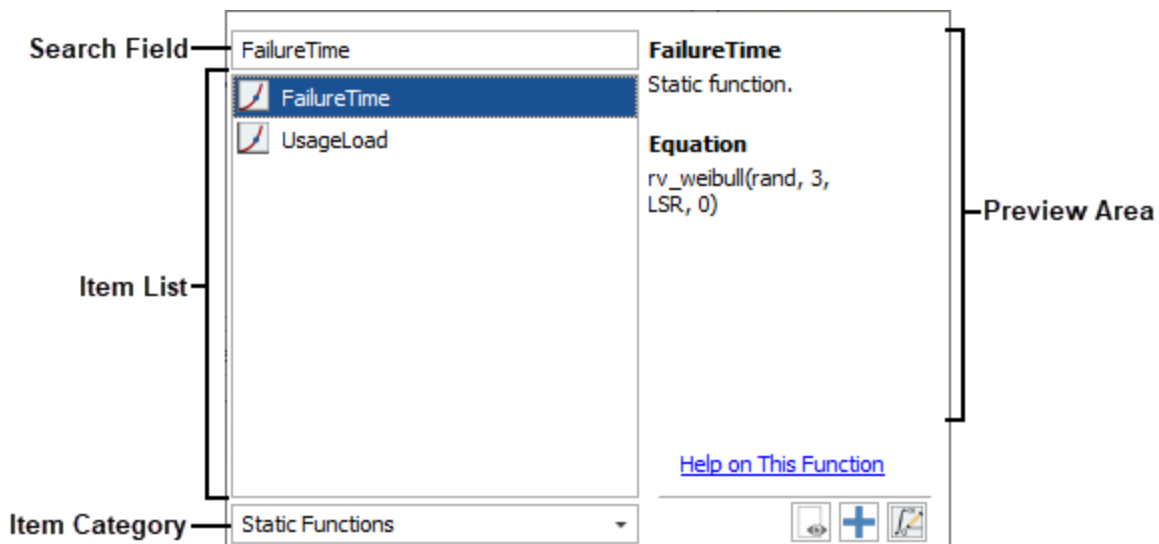 Search Field
FailureTime
FailureTime
UsageLoad
Item List
Item Category
Static Functions
FailureTime
Static function.
Equation
rv_weibull(rand, 3,
LSR, 0)
Preview Area
Help on This Function